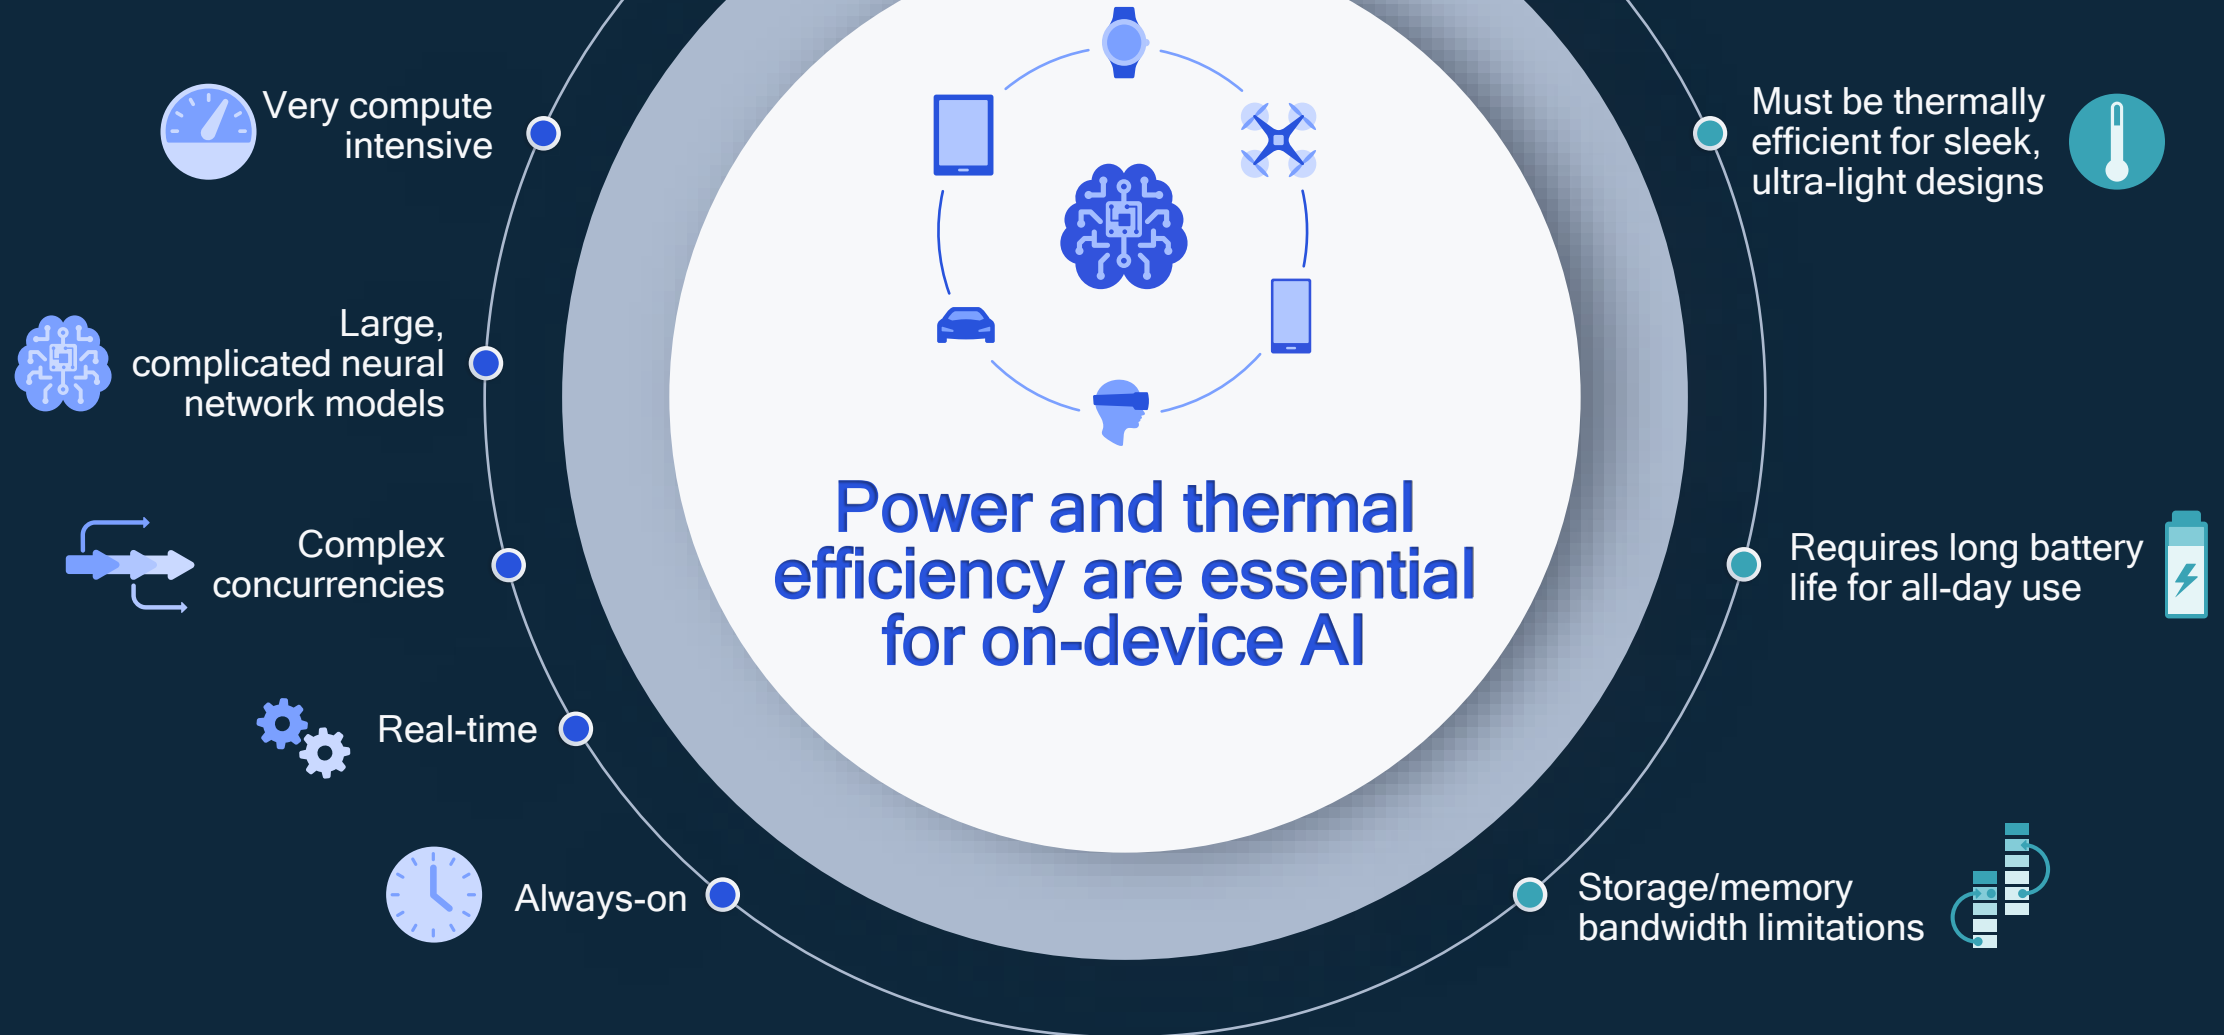 Very compute
intensive
Large,
complicated neural
network models
Complex
concurrencies
Real-time
Always-on
Power and thermal
efficiency are essential
for on-device AI
Must be thermally
efficient for sleek,
ultra-light designs
Requires long battery
life for all-day use
Storage/memory
bandwidth limitations